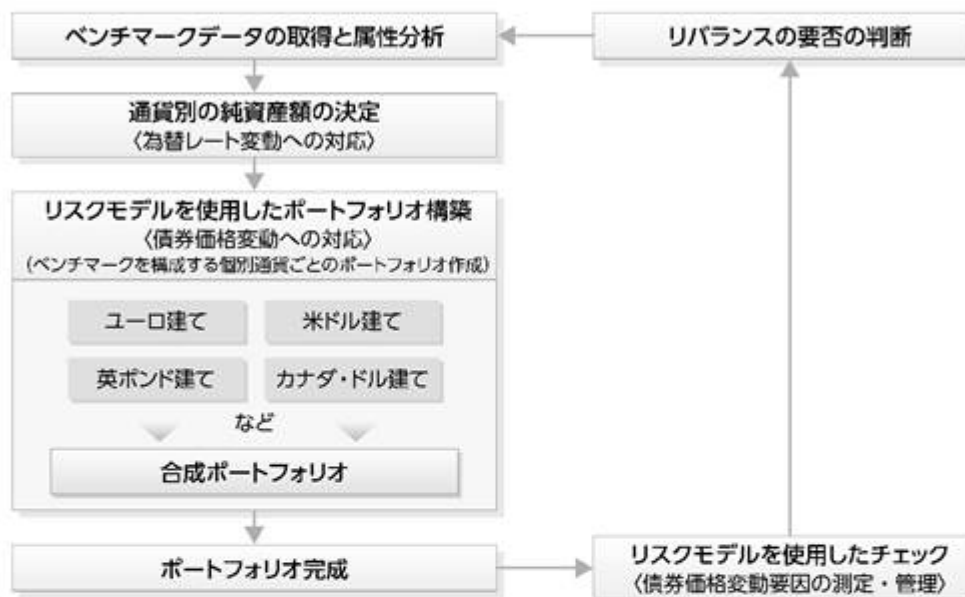 ベンチマークデータの取得と属性分析
リバランスの要否の判断
通貨別の純資産額の決定
〈為替レート変動への対応〉
リスクモデルを使用したポートフォリオ構築
〈債券価格変動への対応〉
(ベンチマークを構成する個別通貨ごとのポートフォリオ作成)
ユーロ建て
米ドル建て
英ポンド建て
カナダ・ドル建て
など
合成ポートフォリオ
ポートフォリオ完成
リスクモデルを使用したチェック
〈債券価格変動要因の測定・管理〉